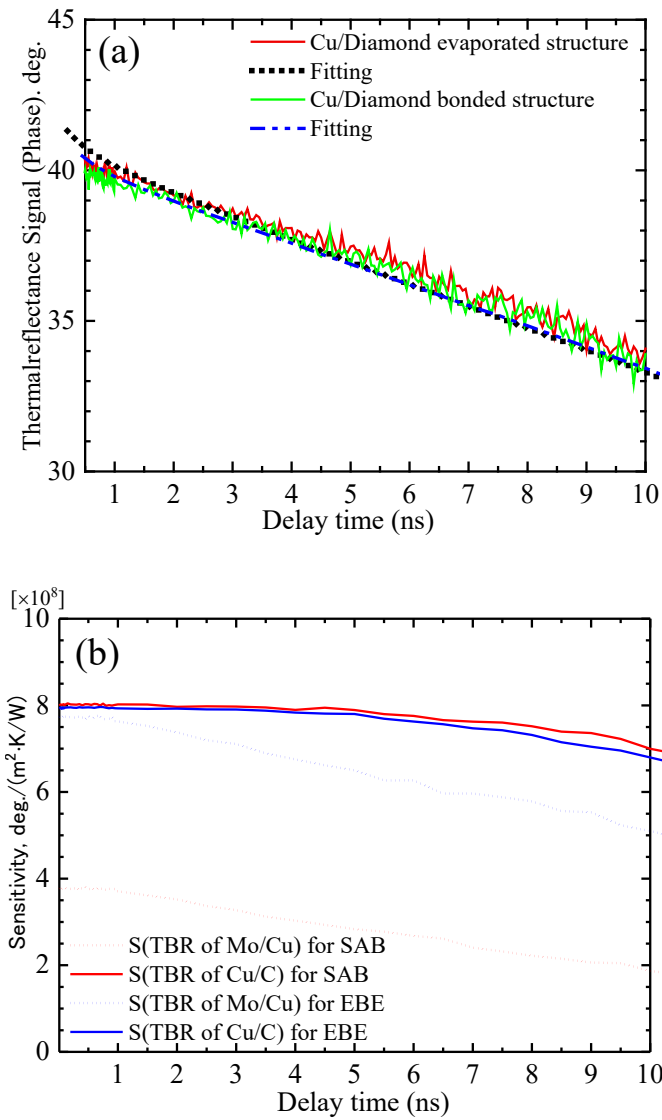 45
40
35
30
Thermalreflectance Signal (Phase). deg.
(a)
Cu/Diamond evaporated structure
Fitting
Cu/Diamond bonded structure
Fitting
1 2 3 4 5 6 7 8 9 10
Delay time (ns)
[×10⁸]
10
8
6
4
2
0
Sensitivity, deg./(m²·K/W)
(b)
S(TBR of Mo/Cu) for SAB
S(TBR of Cu/C) for SAB
S(TBR of Mo/Cu) for EBE
S(TBR of Cu/C) for EBE
1 2 3 4 5 6 7 8 9 10
Delay time (ns)